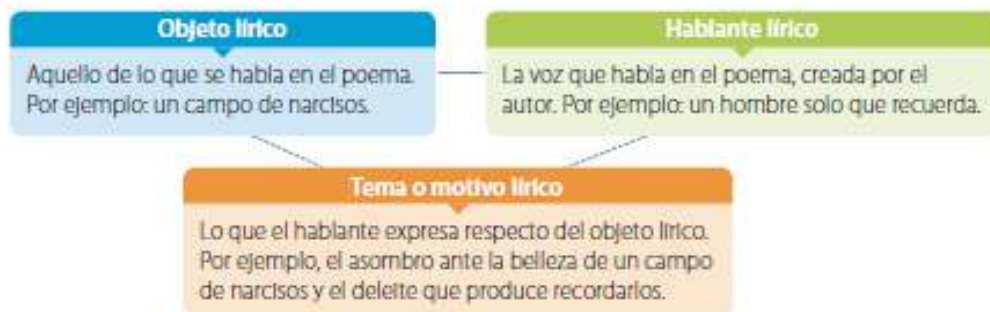 Objeto lírico
Aquello de lo que se habla en el poema.
Por ejemplo: un campo de narcisos.
Hablante lírico
La voz que habla en el poema, creada por el
autor. Por ejemplo: un hombre solo que recuerda.
Tema o motivo lírico
Lo que el hablante expresa respecto del objeto lírico.
Por ejemplo, el asombro ante la belleza de un campo
de narcisos y el deleite que produce recordarlos.